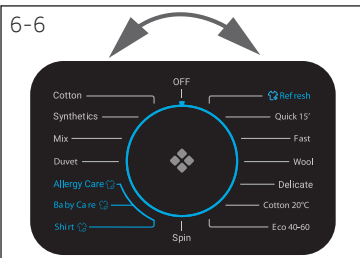 6-6
OFF
Cotton
Synthetics
Mix
Duvet
Allergy Care
Baby Care
Shirt
Spin
Refresh
Quick 15'
Fast
Wool
Delicate
Cotton 20°C
Eco 40-60